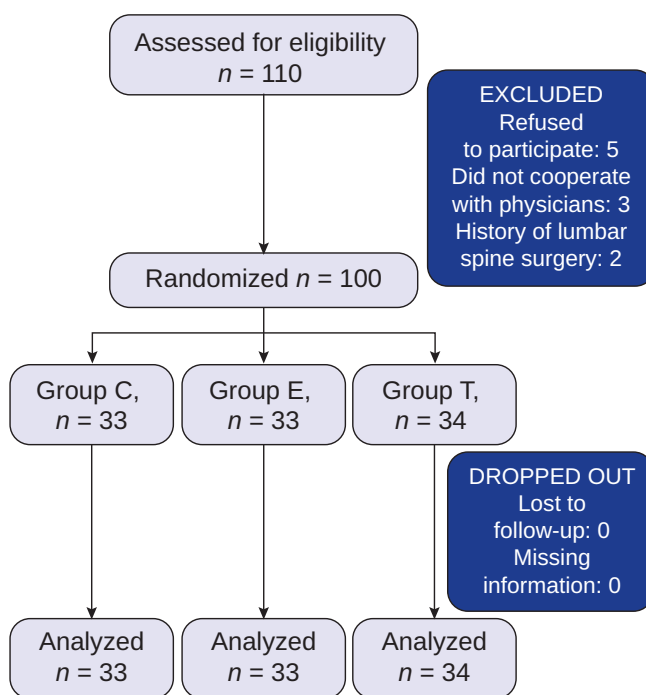 Assessed for eligibility
n = 110
EXCLUDED
Refused
to participate: 5
Did not cooperate
with physicians: 3
History of lumbar
spine surgery: 2
Randomized n = 100
Group C,
n = 33
Group E,
n = 33
Group T,
n = 34
DROPPED OUT
Lost to
follow-up: 0
Missing
information: 0
Analyzed
n = 33
Analyzed
n = 33
Analyzed
n = 34